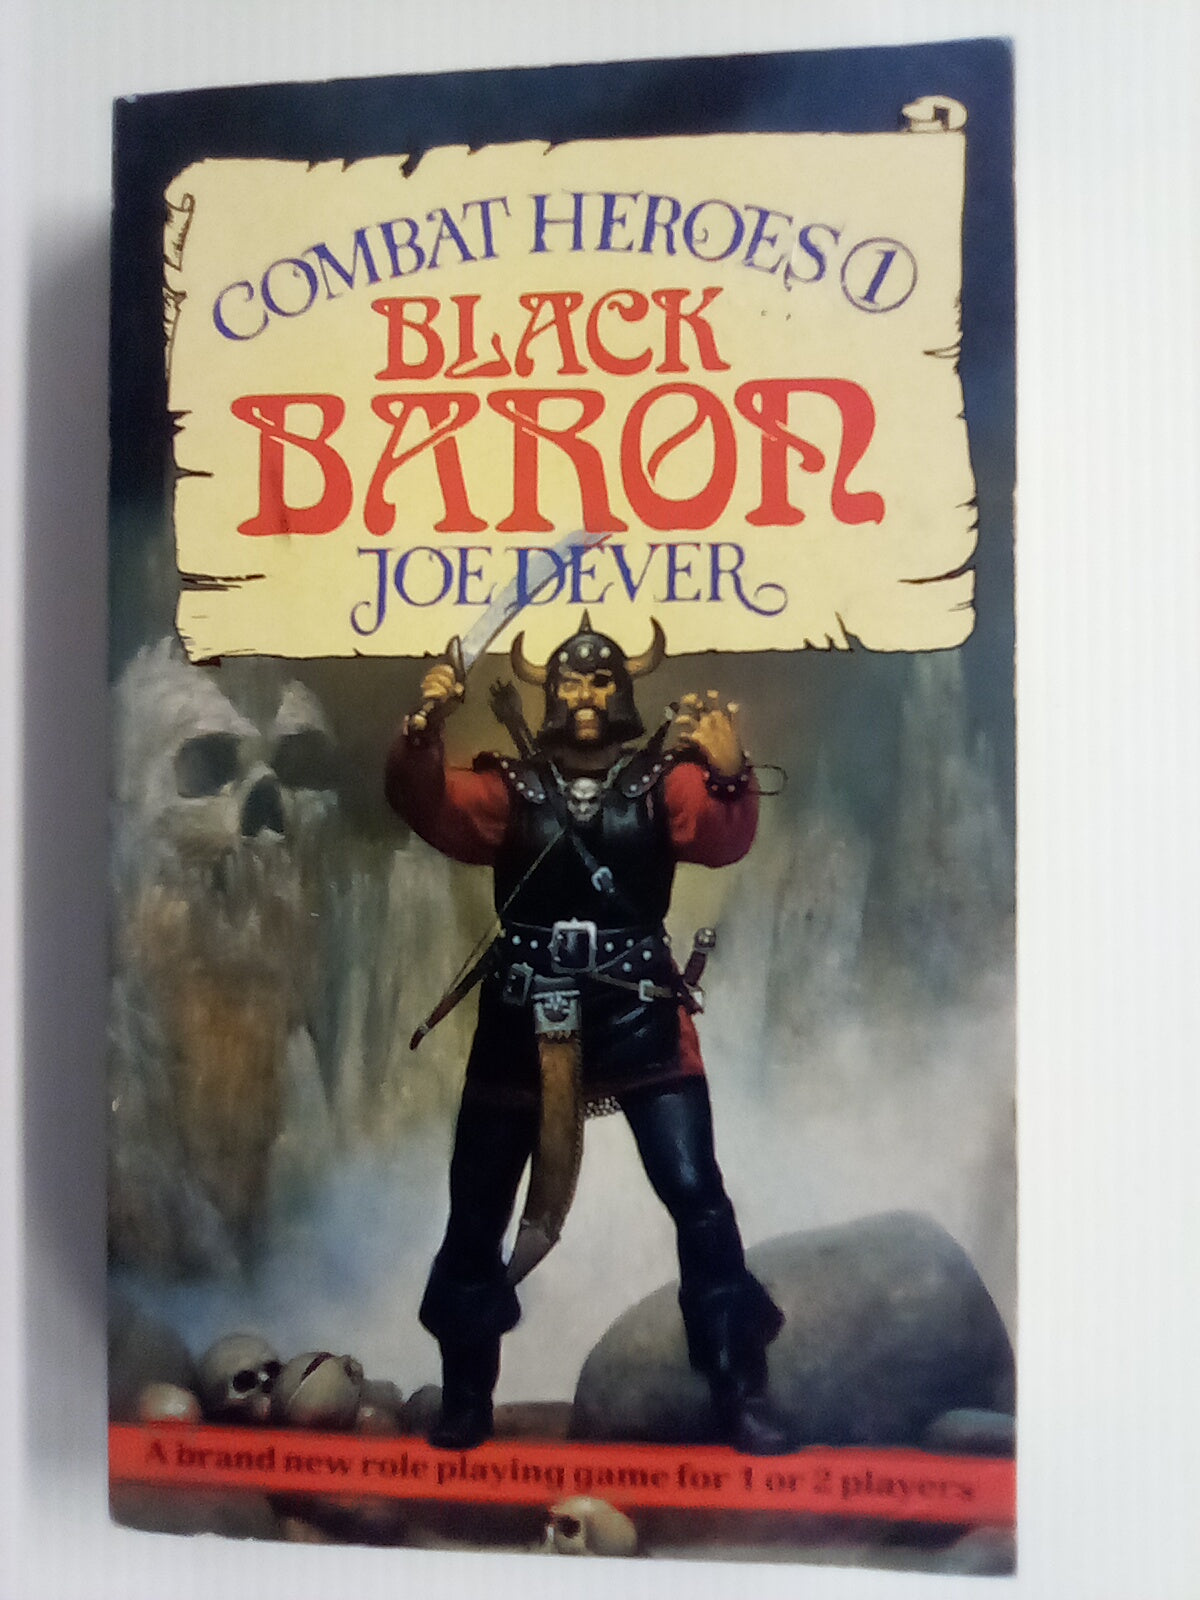 COMBAT HEROES 1
BLACK
BARON
JOE DEVER
A brand new role playing game for 1 or 2 players